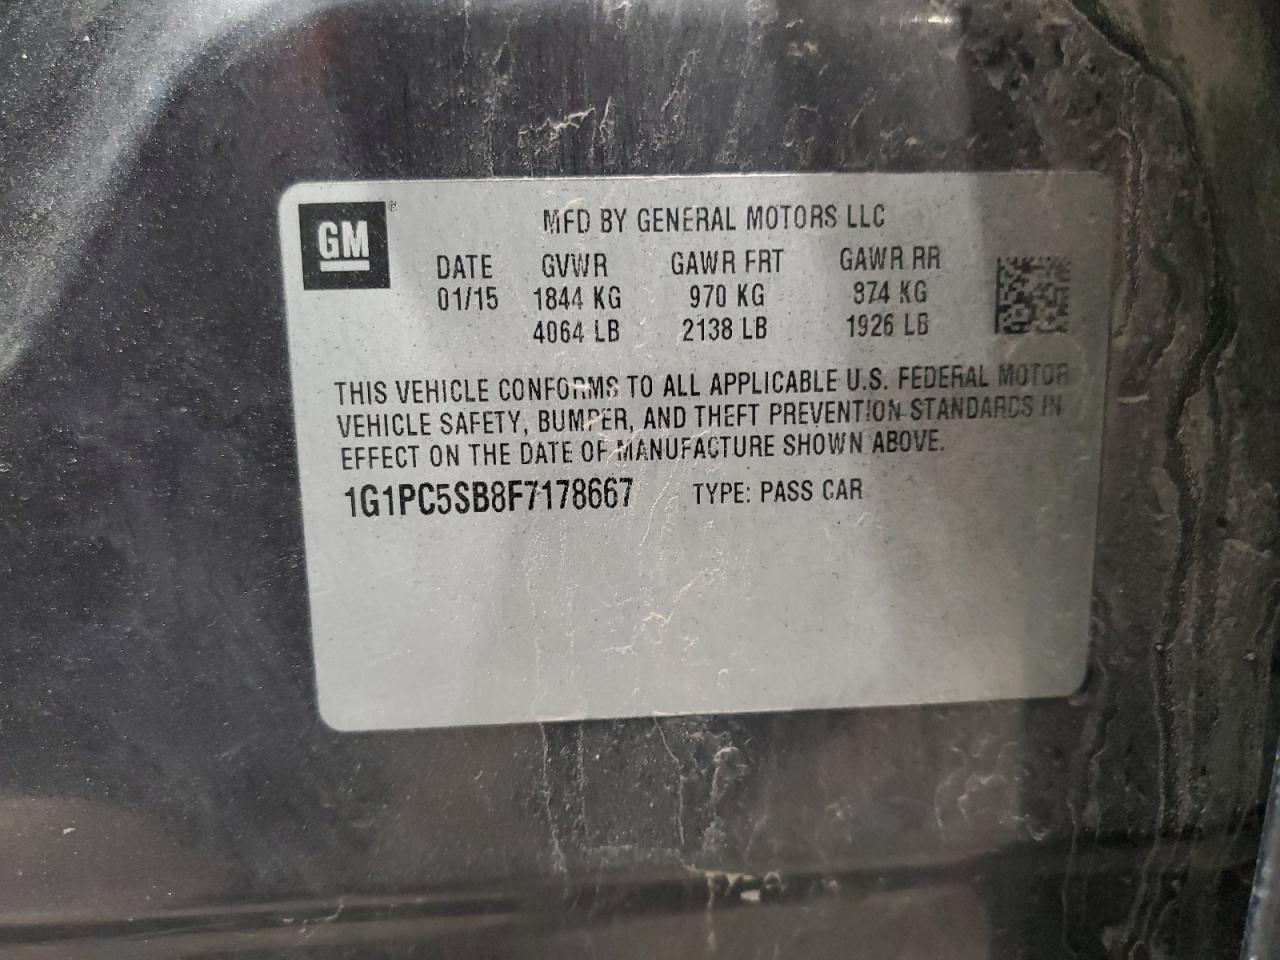 GM®
MFD BY GENERAL MOTORS LLC
DATE GVWR GAWR FRT GAWR RR
01/15 1844 KG 970 KG 874 KG
4064 LB 2138 LB 1926 LB
THIS VEHICLE CONFORMS TO ALL APPLICABLE U.S. FEDERAL MOTOR
VEHICLE SAFETY, BUMPER, AND THEFT PREVENTION STANDARDS IN
EFFECT ON THE DATE OF MANUFACTURE SHOWN ABOVE.
1G1PC5SB8F7178667 TYPE: PASS CAR